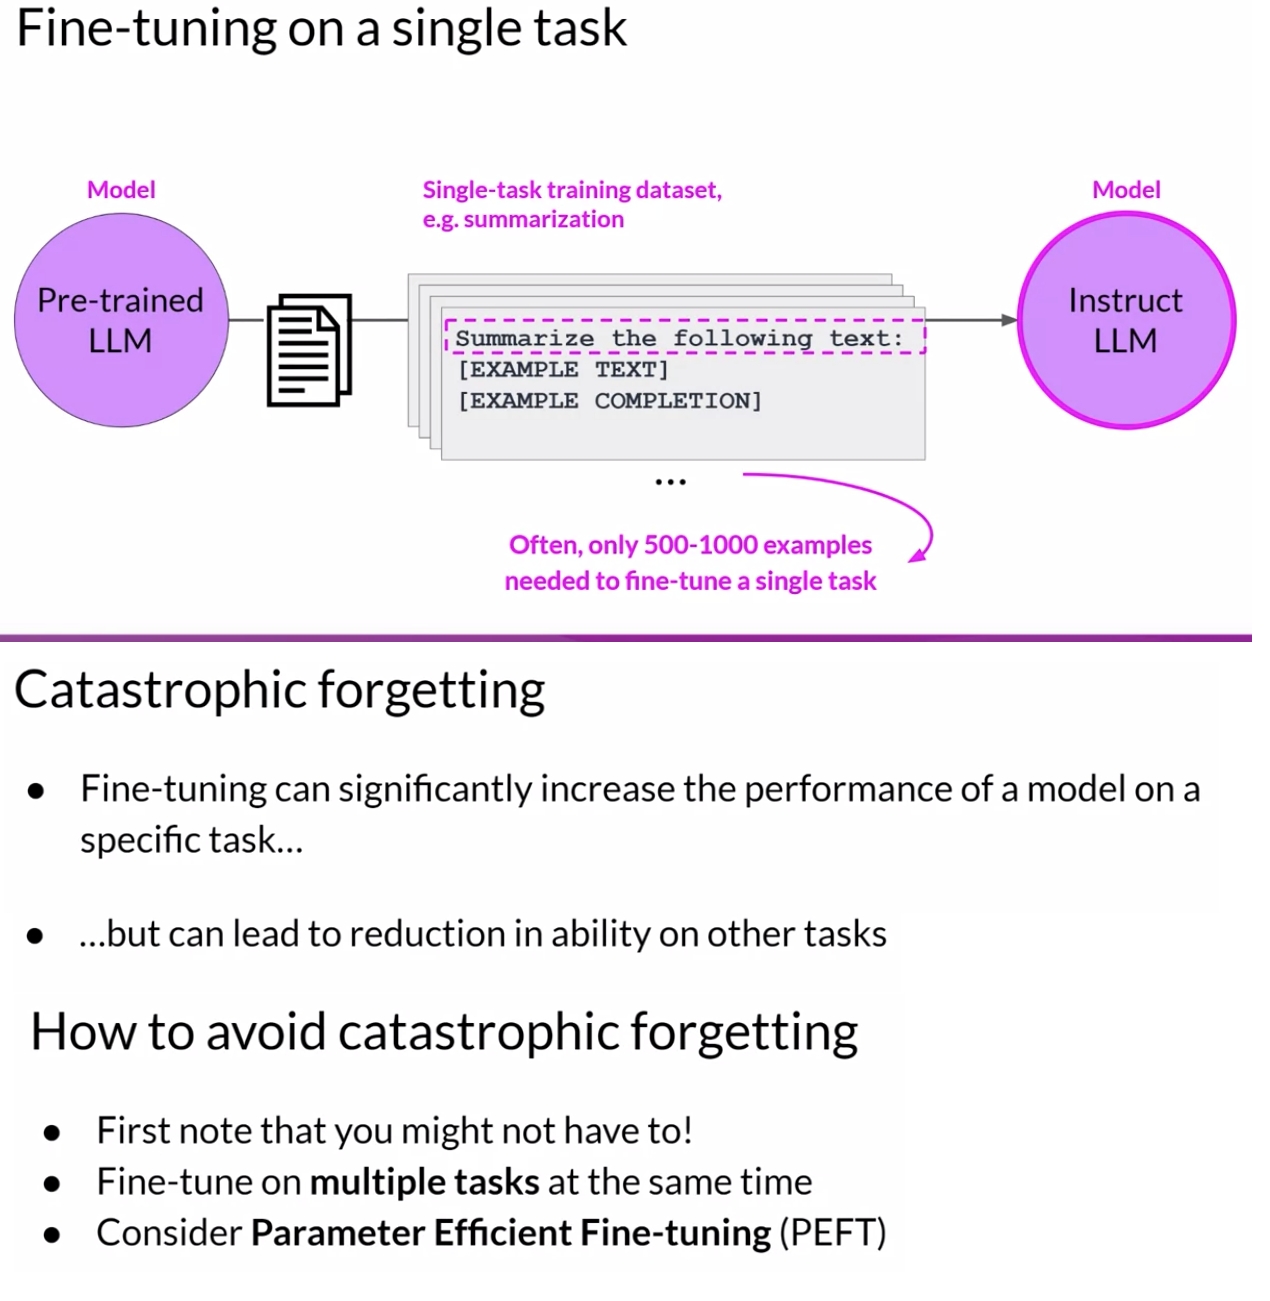 Fine-tuning on a single task
Model
Single-task training dataset,
e.g. summarization
Model
Pre-trained
LLM
Summarize the following text:
[EXAMPLE TEXT]
[EXAMPLE COMPLETION]
...
Instruct
LLM
Often, only 500-1000 examples
needed to fine-tune a single task
Catastrophic forgetting
● Fine-tuning can significantly increase the performance of a model on a
specific task...
● ...but can lead to reduction in ability on other tasks
How to avoid catastrophic forgetting
● First note that you might not have to!
● Fine-tune on multiple tasks at the same time
● Consider Parameter Efficient Fine-tuning (PEFT)